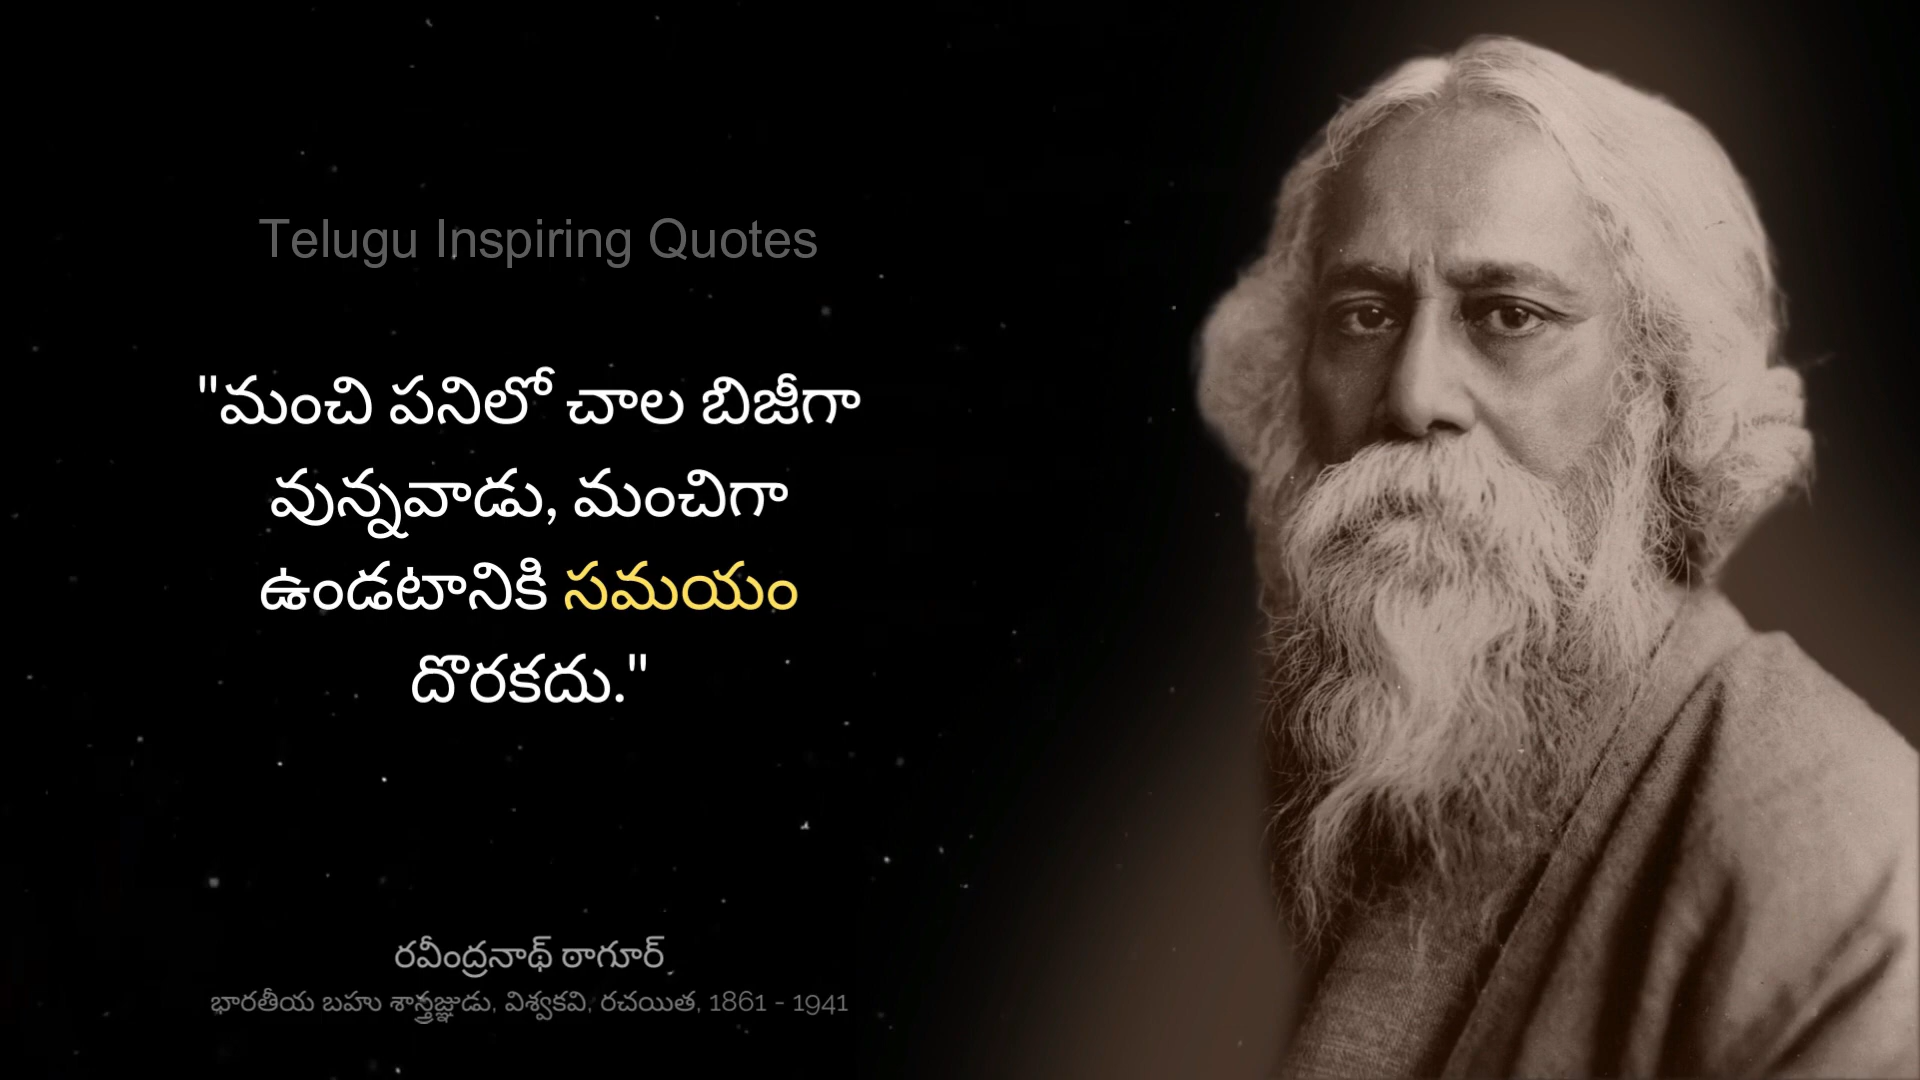 Telugu Inspiring Quotes
"మంచి పనిలో చాల బిజీగా
వున్నవాడు, మంచిగా
ఉండటానికి సమయం
దొరకదు."
రవీంద్రనాథ్ ఠాగూర్
భారతీయ బహు శాస్త్రజ్ఞుడు, విశ్వకవి, రచయిత, 1861 - 1941